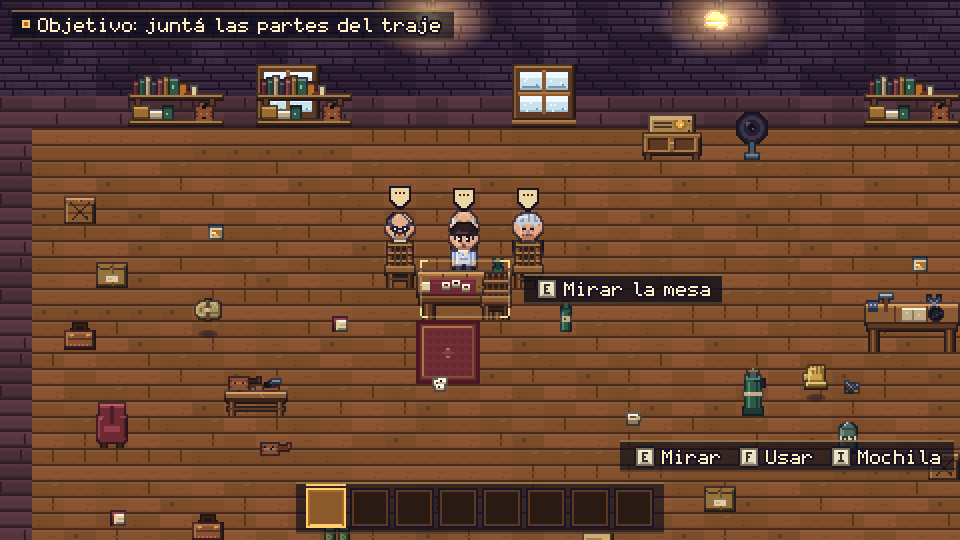 Objetivo: juntá las partes del traje
E Mirar la mesa
E Mirar F Usar I Mochila